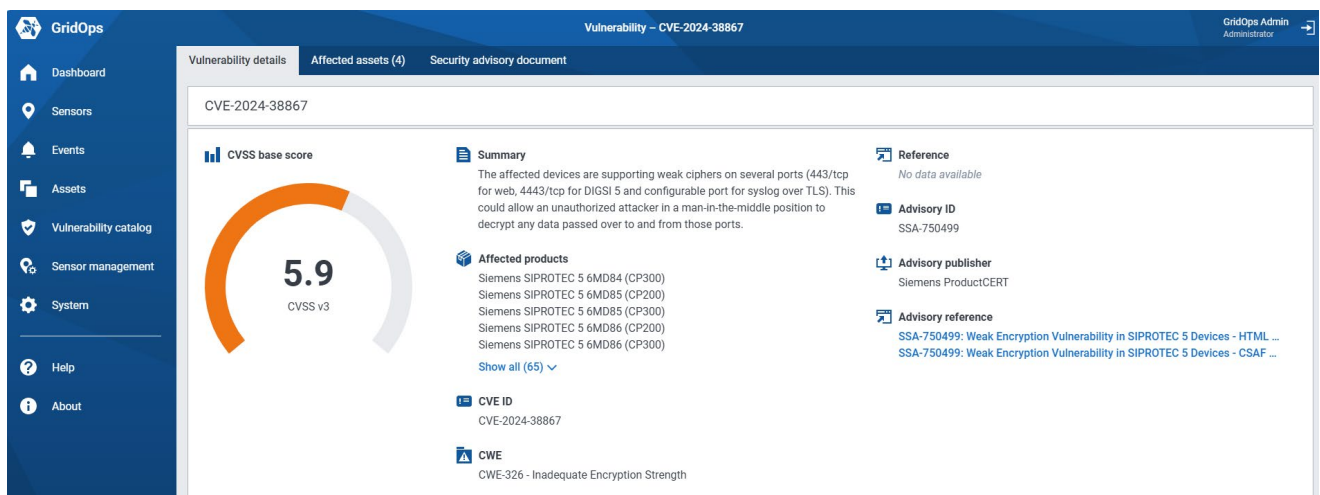 GridOps
Vulnerability – CVE-2024-38867
GridOps Admin
Administrator
Dashboard
Sensors
Events
Assets
Vulnerability catalog
Sensor management
System
Help
About
Vulnerability details
Affected assets (4)
Security advisory document
CVE-2024-38867
CVSS base score
5.9
CVSS v3
Summary
The affected devices are supporting weak ciphers on several ports (443/tcp
for web, 4443/tcp for DIGSI 5 and configurable port for syslog over TLS). This
could allow an unauthorized attacker in a man-in-the-middle position to
decrypt any data passed over to and from those ports.
Affected products
Siemens SIPROTEC 5 6MD84 (CP300)
Siemens SIPROTEC 5 6MD85 (CP200)
Siemens SIPROTEC 5 6MD85 (CP300)
Siemens SIPROTEC 5 6MD86 (CP200)
Siemens SIPROTEC 5 6MD86 (CP300)
Show all (65)
CVE ID
CVE-2024-38867
CWE
CWE-326 - Inadequate Encryption Strength
Reference
No data available
Advisory ID
SSA-750499
Advisory publisher
Siemens ProductCERT
Advisory reference
SSA-750499: Weak Encryption Vulnerability in SIPROTEC 5 Devices - HTML ...
SSA-750499: Weak Encryption Vulnerability in SIPROTEC 5 Devices - CSAF ...